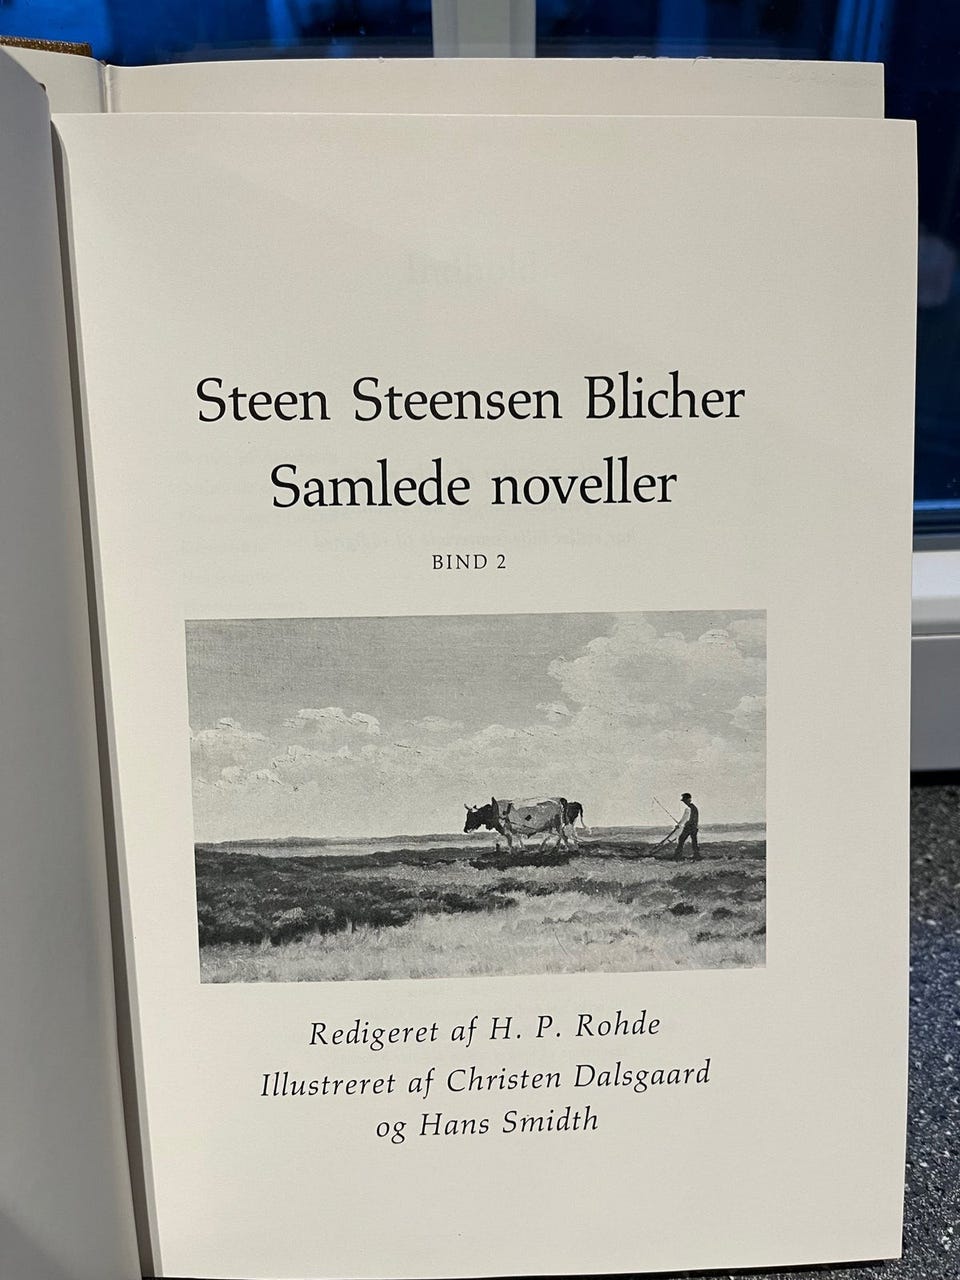 Steen Steensen Blicher
Samlede noveller
BIND 2
Redigeret af H. P. Rohde
Illustreret af Christen Dalsgaard
og Hans Smidth